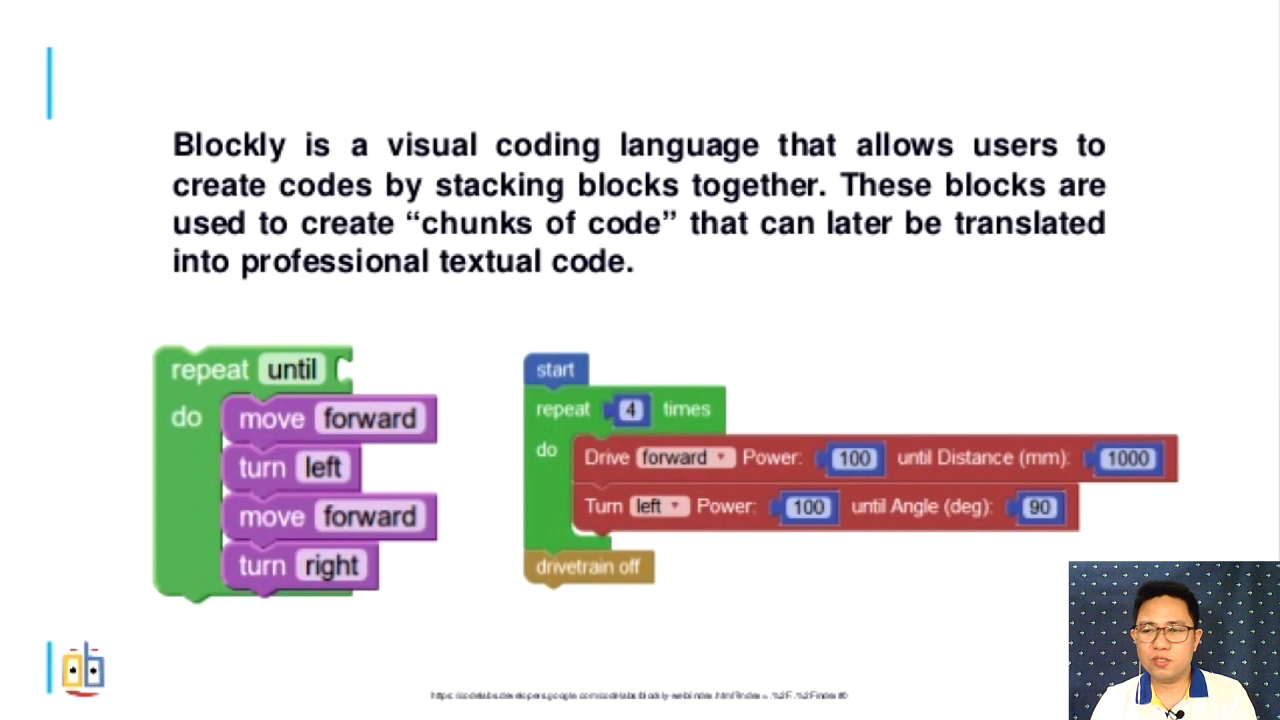 Blockly is a visual coding language that allows users to
create codes by stacking blocks together. These blocks are
used to create “chunks of code” that can later be translated
into professional textual code.
repeat until
do move forward
turn left
move forward
turn right
start
repeat 4 times
do Drive forward Power: 100 until Distance (mm): 1000
Turn left Power: 100 until Angle (deg): 90
drivetrain off